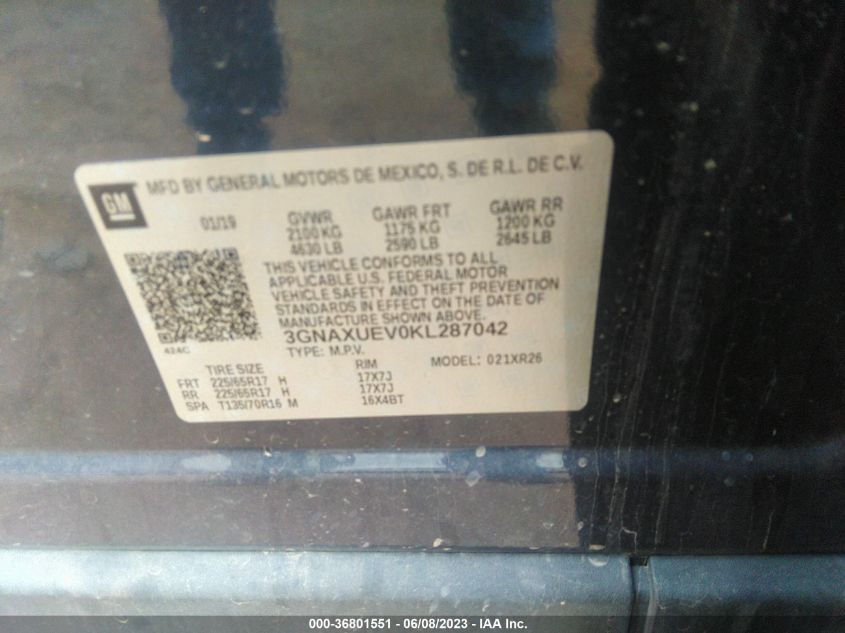 GM
MFD BY GENERAL MOTORS DE MEXICO, S. DE R.L. DE C.V.
01/19 GVWR GAWR FRT GAWR RR
2100 KG 1175 KG 1200 KG
4630 LB 2590 LB 2645 LB
THIS VEHICLE CONFORMS TO ALL
APPLICABLE U.S. FEDERAL MOTOR
VEHICLE SAFETY AND THEFT PREVENTION
STANDARDS IN EFFECT ON THE DATE OF
MANUFACTURE SHOWN ABOVE.
3GNAXUEV0KL287042
424C
TYPE: M.P.V. MODEL: 021XR26
TIRE SIZE RIM
FRT 225/65R17 H 17X7J
RR 225/65R17 H 17X7J
SPA T135/70R16 M 16X4BT
000-36801551 - 06/08/2023 - IAA Inc.